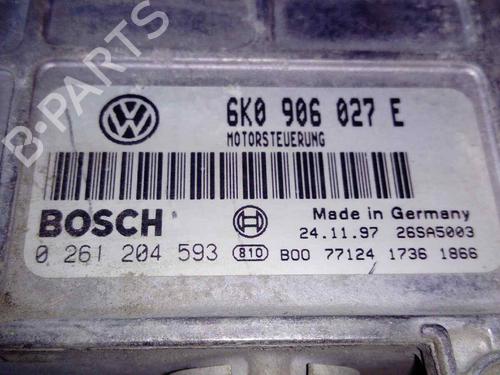 6K0 906 027 E
MOTORSTEUERUNG
BOSCH
Made in Germany
24.11.97 26SA5003
0 261 204 593 810 B00 77124 1736 1866